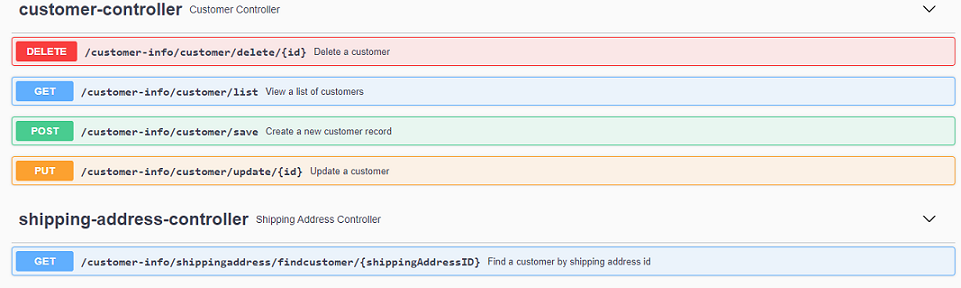 customer-controller Customer Controller
DELETE /customer-info/customer/delete/{id} Delete a customer
GET /customer-info/customer/list View a list of customers
POST /customer-info/customer/save Create a new customer record
PUT /customer-info/customer/update/{id} Update a customer
shipping-address-controller Shipping Address Controller
GET /customer-info/shippingaddress/findcustomer/{shippingAddressID} Find a customer by shipping address id